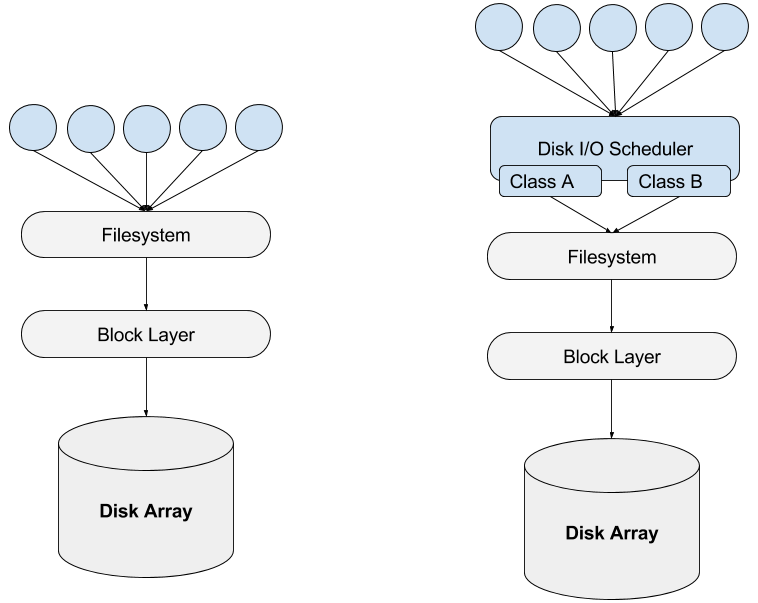 Filesystem
Block Layer
Disk Array
Disk I/O Scheduler
Class A
Class B
Filesystem
Block Layer
Disk Array